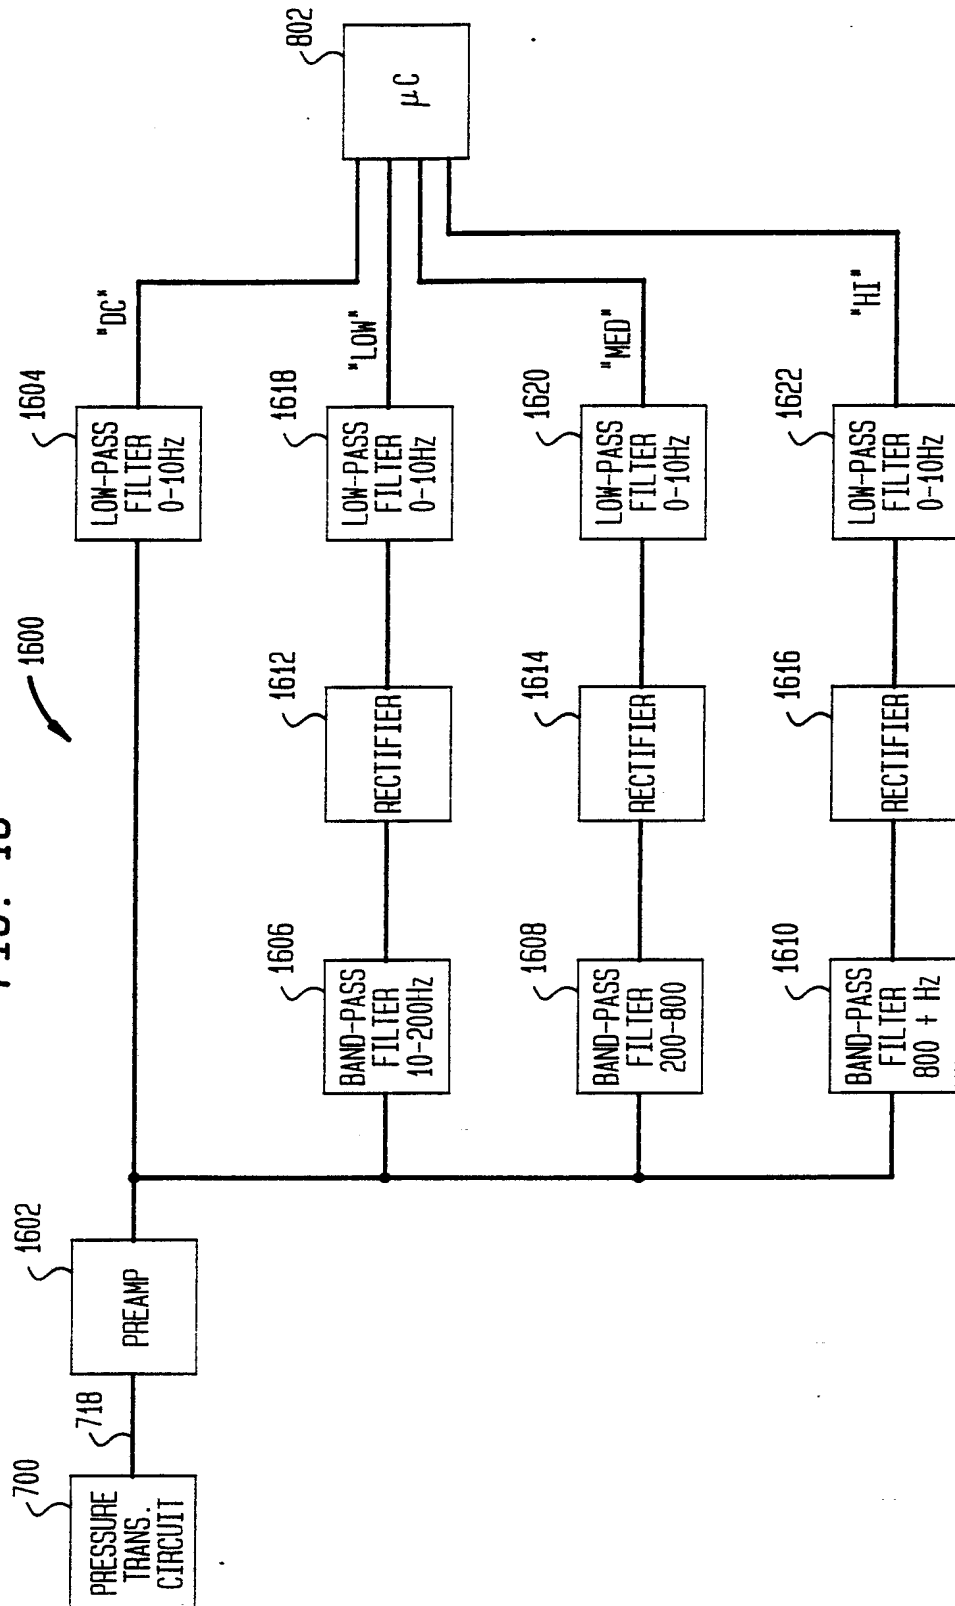 1600
700
PRESSURE
TRANS.
CIRCUIT
718
1602
PREAMP
1604
LOW-PASS
FILTER
0-10Hz
"DC"
802
μC
1606
BAND-PASS
FILTER
10-200Hz
1612
RECTIFIER
1618
LOW-PASS
FILTER
0-10Hz
"LOW"
1608
BAND-PASS
FILTER
200-800
1614
RECTIFIER
1620
LOW-PASS
FILTER
0-10Hz
"MED"
1610
BAND-PASS
FILTER
800 + Hz
1616
RECTIFIER
1622
LOW-PASS
FILTER
0-10Hz
"HI"